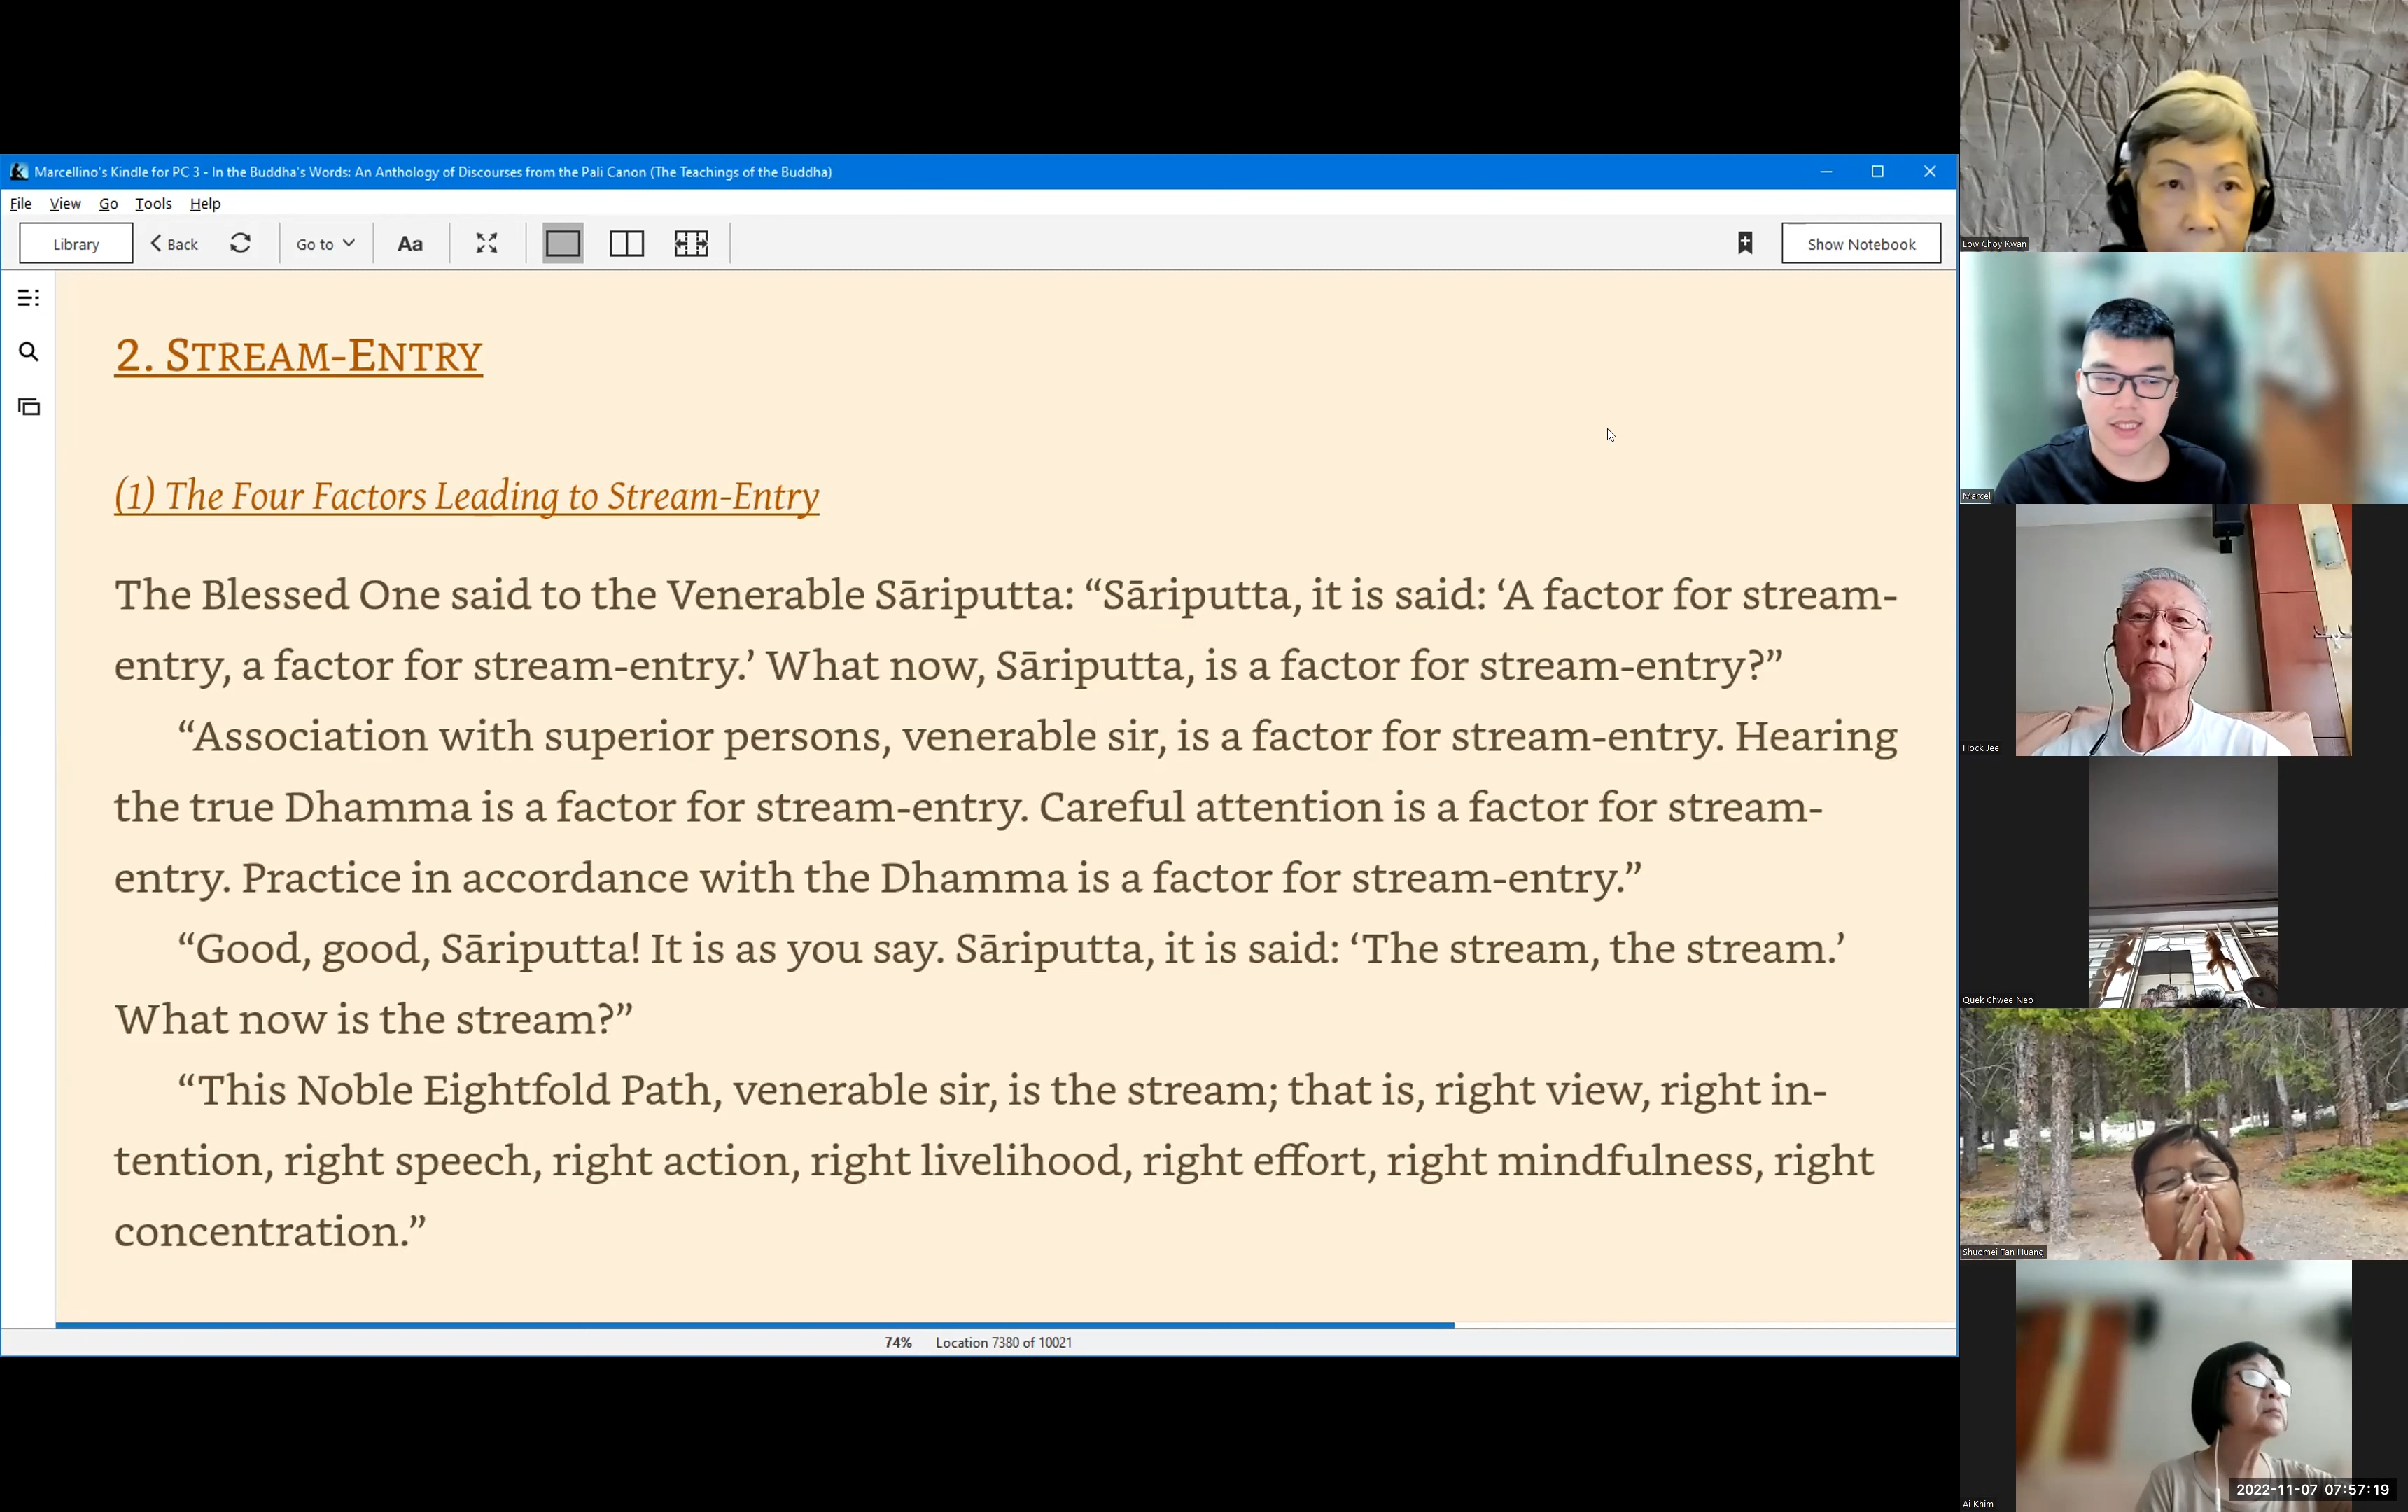 Marcellino's Kindle for PC 3 - In the Buddha's Words: An Anthology of Discourses from the Pali Canon (The Teachings of the Buddha)
File View Go Tools Help
Library Back Go to Aa Show Notebook
2. STREAM-ENTRY
(1) The Four Factors Leading to Stream-Entry
The Blessed One said to the Venerable Sāriputta: “Sāriputta, it is said: ‘A factor for stream-
entry, a factor for stream-entry.’ What now, Sāriputta, is a factor for stream-entry?”
“Association with superior persons, venerable sir, is a factor for stream-entry. Hearing
the true Dhamma is a factor for stream-entry. Careful attention is a factor for stream-
entry. Practice in accordance with the Dhamma is a factor for stream-entry.”
“Good, good, Sāriputta! It is as you say. Sāriputta, it is said: ‘The stream, the stream.’
What now is the stream?”
“This Noble Eightfold Path, venerable sir, is the stream; that is, right view, right in-
tention, right speech, right action, right livelihood, right effort, right mindfulness, right
concentration.”
74% Location 7380 of 10021
Low Choy Kwan
Marcel
Hock Jee
Quek Chwee Neo
Shuomei Tan Huang
Ai Khim
2022-11-07 07:57:19